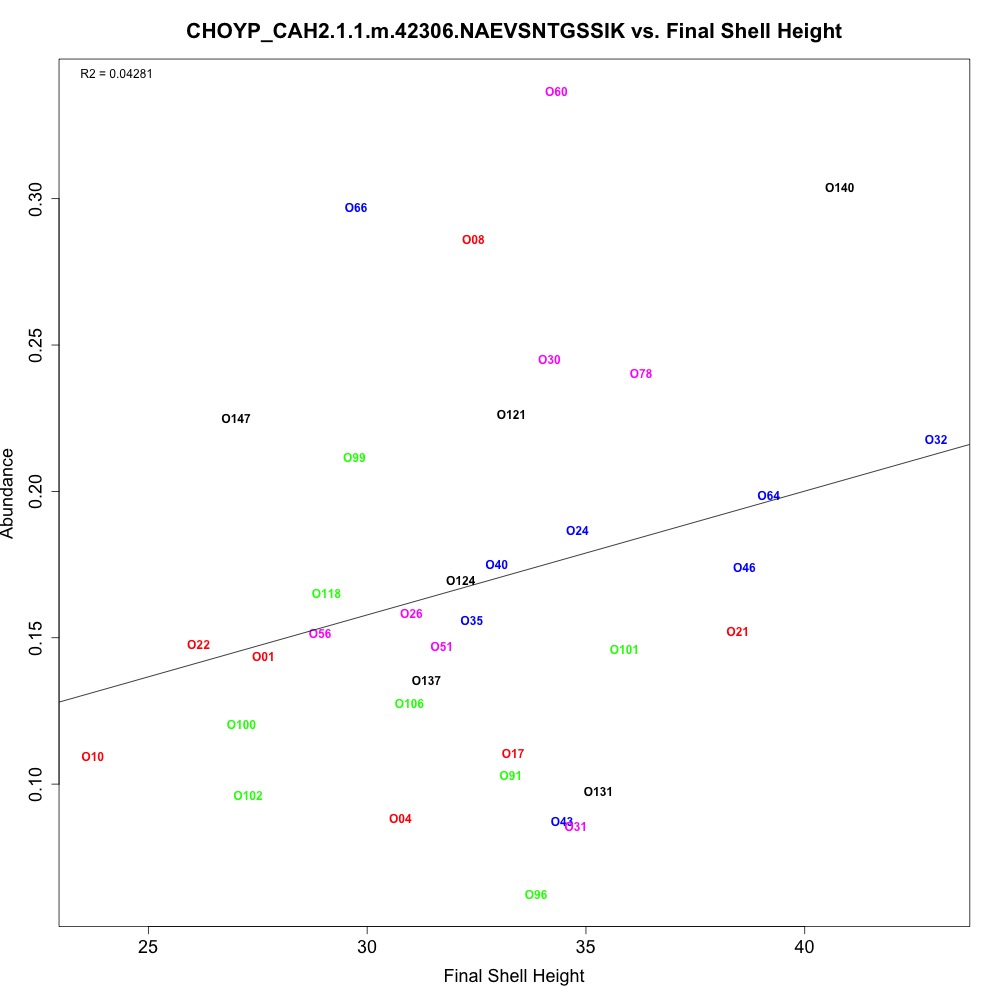 CHOYP_CAH2.1.1.m.42306.NAEVSNTGSSIK vs. Final Shell Height
R2 = 0.04281
O60
O140
O66
O08
O30
O78
O121
O147
O99
O32
O64
O24
O40
O46
O124
O118
O26
O35
O56
O21
O22
O51
O101
O01
O137
O106
O100
O10
O17
O91
O131
O102
O04
O43
O31
O96
0.30
0.25
0.20
0.15
0.10
Abundance
25 30 35 40
Final Shell Height